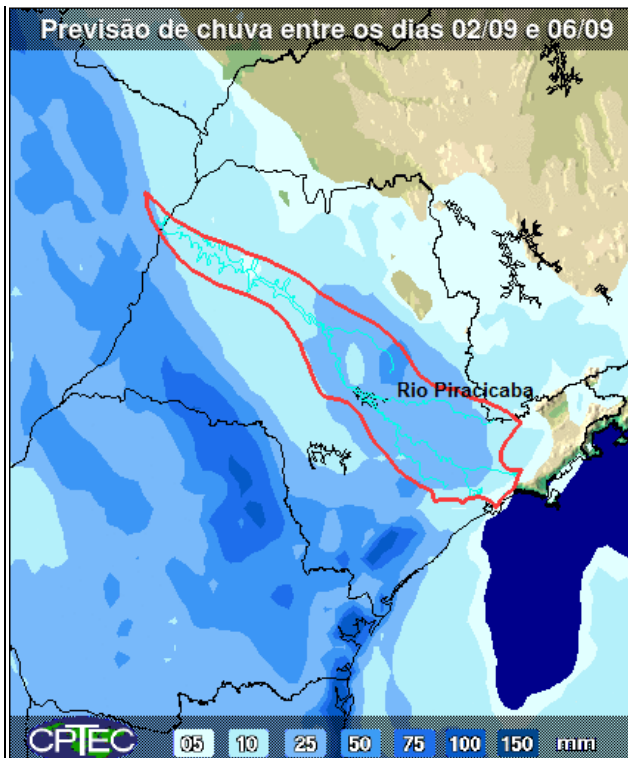 Previsão de chuva entre os dias 02/09 e 06/09
Rio Piracicaba
CPTEC 05 10 25 50 75 100 150 mm